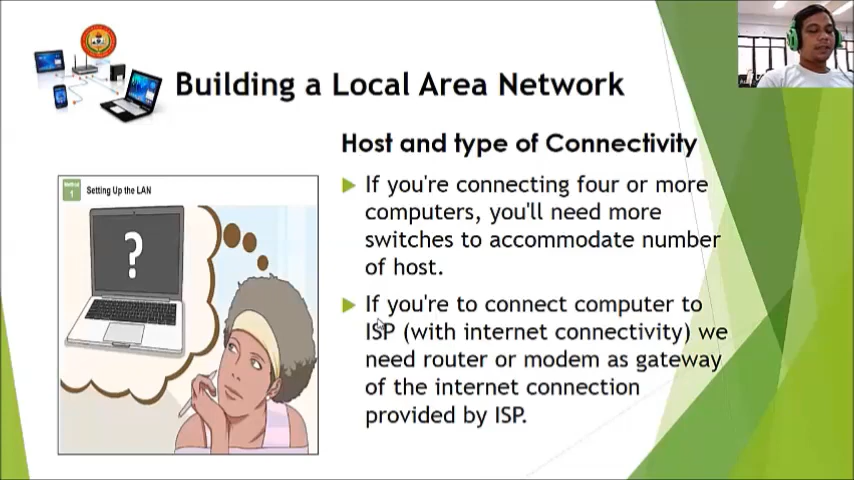 Building a Local Area Network
Host and type of Connectivity
Method
1
Setting Up the LAN
?
If you're connecting four or more
computers, you'll need more
switches to accommodate number
of host.
If you're to connect computer to
ISP (with internet connectivity) we
need router or modem as gateway
of the internet connection
provided by ISP.